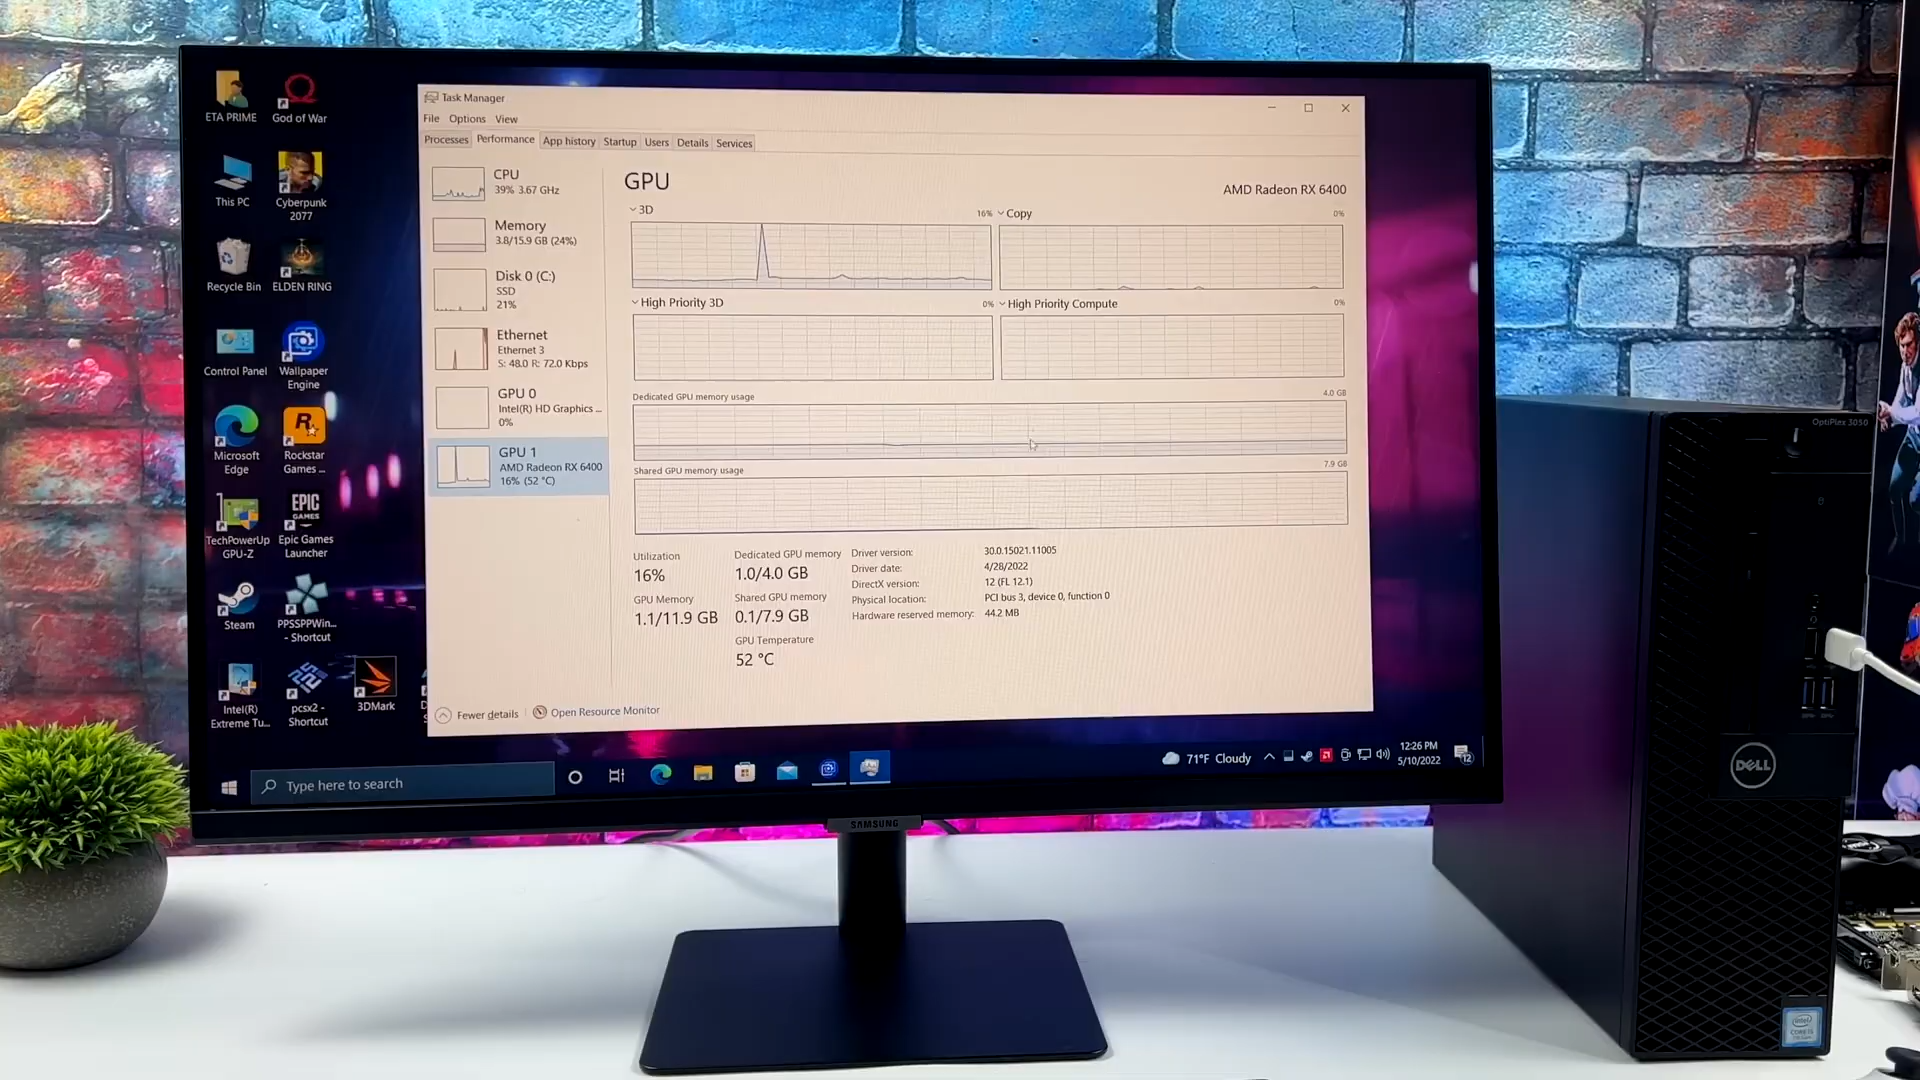 ETA PRIME
God of War
This PC
Cyberpunk
2077
Recycle Bin
ELDEN RING
Control Panel
Wallpaper
Engine
Microsoft
Edge
Rockstar
Games ...
EPIC
GAMES
TechPowerUp
GPU-Z
Epic Games
Launcher
Steam
PPSSPPWin...
- Shortcut
Intel(R)
Extreme Tu...
pcsx2 -
Shortcut
3DMark
Task Manager
File Options View
Processes Performance App history Startup Users Details Services
CPU
39% 3.67 GHz
Memory
3.8/15.9 GB (24%)
Disk 0 (C:)
SSD
21%
Ethernet
Ethernet 3
S: 48.0 R: 72.0 Kbps
GPU 0
Intel(R) HD Graphics ...
0%
GPU 1
AMD Radeon RX 6400
16% (52 °C)
GPU
AMD Radeon RX 6400
3D 16%
Copy 0%
High Priority 3D 0%
High Priority Compute 0%
Dedicated GPU memory usage 4.0 GB
Shared GPU memory usage 7.9 GB
Utilization
16%
Dedicated GPU memory
1.0/4.0 GB
GPU Memory
1.1/11.9 GB
Shared GPU memory
0.1/7.9 GB
GPU Temperature
52 °C
Driver version: 30.0.15021.11005
Driver date: 4/28/2022
DirectX version: 12 (FL 12.1)
Physical location: PCI bus 3, device 0, function 0
Hardware reserved memory: 44.2 MB
Fewer details
Open Resource Monitor
Type here to search
71°F Cloudy
12:26 PM
5/10/2022
12
SAMSUNG
OptiPlex 3050
DELL
intel
CORE i5